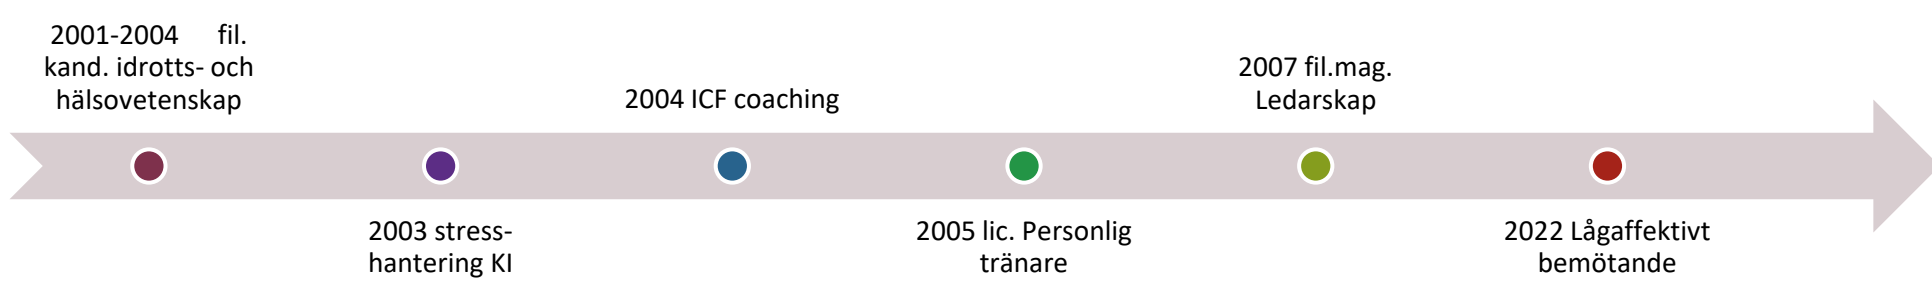 2001-2004 fil.
kand. idrotts- och
hälsovetenskap
2003 stress-
hantering KI
2004 ICF coaching
2005 lic. Personlig
tränare
2007 fil.mag.
Ledarskap
2022 Lågaffektivt
bemötande